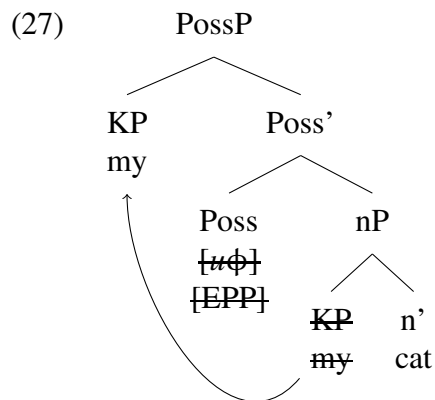 (27) PossP
KP Poss'
my
Poss nP
[uϕ]
[EPP]
KP n'
my cat